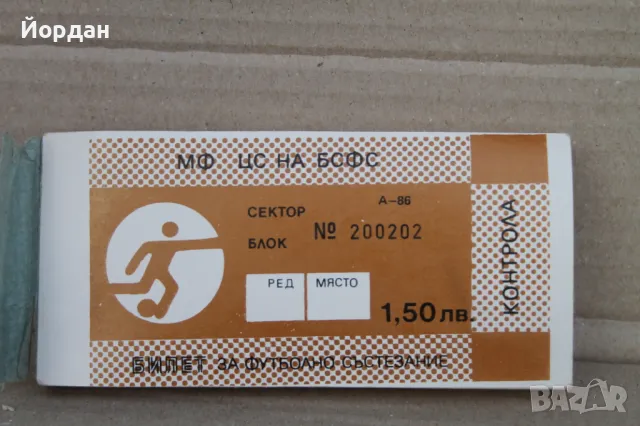 Йордан
МФ ЦС НА БСФС
А-86
СЕКТОР
БЛОК № 200202
РЕД МЯСТО
1,50 лв.
КОНТРОЛА
БИЛЕТ ЗА ФУТБОЛНО СЪСТЕЗАНИЕ
BAZAR